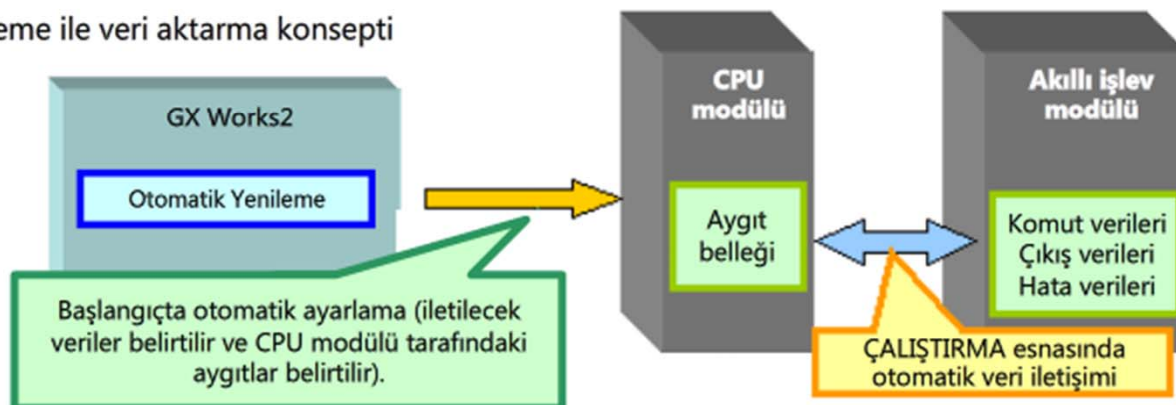 ile veri aktarma konsepti
GX Works2
Otomatik Yenileme
Başlangıçta otomatik ayarlama (iletilecek
veriler belirtilir ve CPU modülü tarafındaki
aygıtlar belirtilir).
CPU
modülü
Aygıt
belleği
Akıllı işlev
modülü
Komut verileri
Çıkış verileri
Hata verileri
ÇALIŞTIRMA esnasında
otomatik veri iletişimi